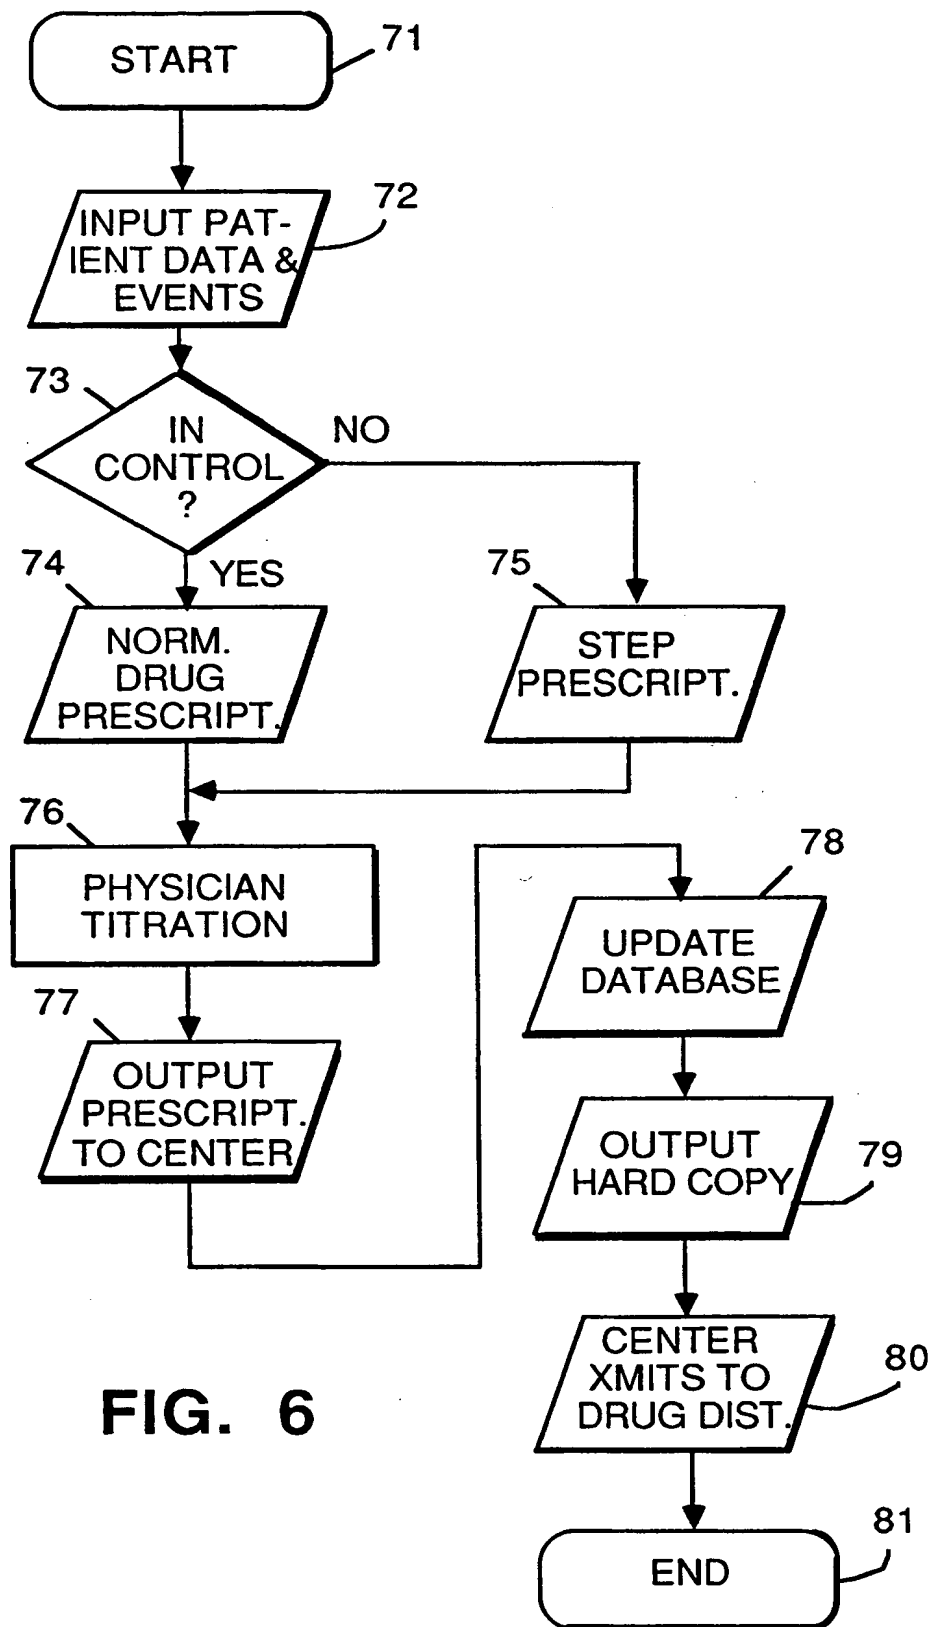 START
71
INPUT PAT-
IENT DATA &
EVENTS
72
73
IN
CONTROL
?
NO
YES
74
NORM.
DRUG
PRESCRIPT.
75
STEP
PRESCRIPT.
76
PHYSICIAN
TITRATION
77
OUTPUT
PRESCRIPT.
TO CENTER
78
UPDATE
DATABASE
OUTPUT
HARD COPY
79
CENTER
XMITS TO
DRUG DIST.
80
END
81
FIG. 6